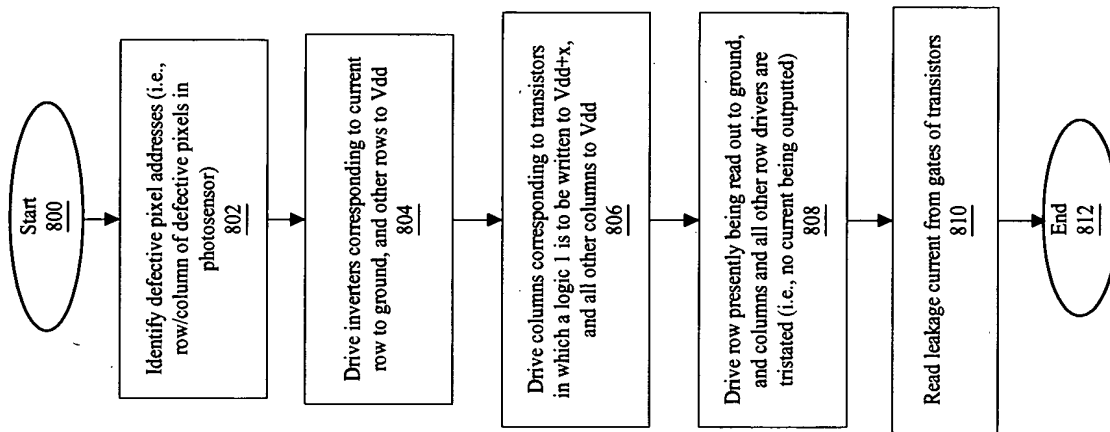 Start
800
Identify defective pixel addresses (i.e.,
row/column of defective pixels in
photosensor)
802
Drive inverters corresponding to current
row to ground, and other rows to Vdd
804
Drive columns corresponding to transistors
in which a logic 1 is to be written to Vdd+x,
and all other columns to Vdd
806
Drive row presently being read out to ground,
and columns and all other row drivers are
tristated (i.e., no current being outputted)
808
Read leakage current from gates of transistors
810
End
812